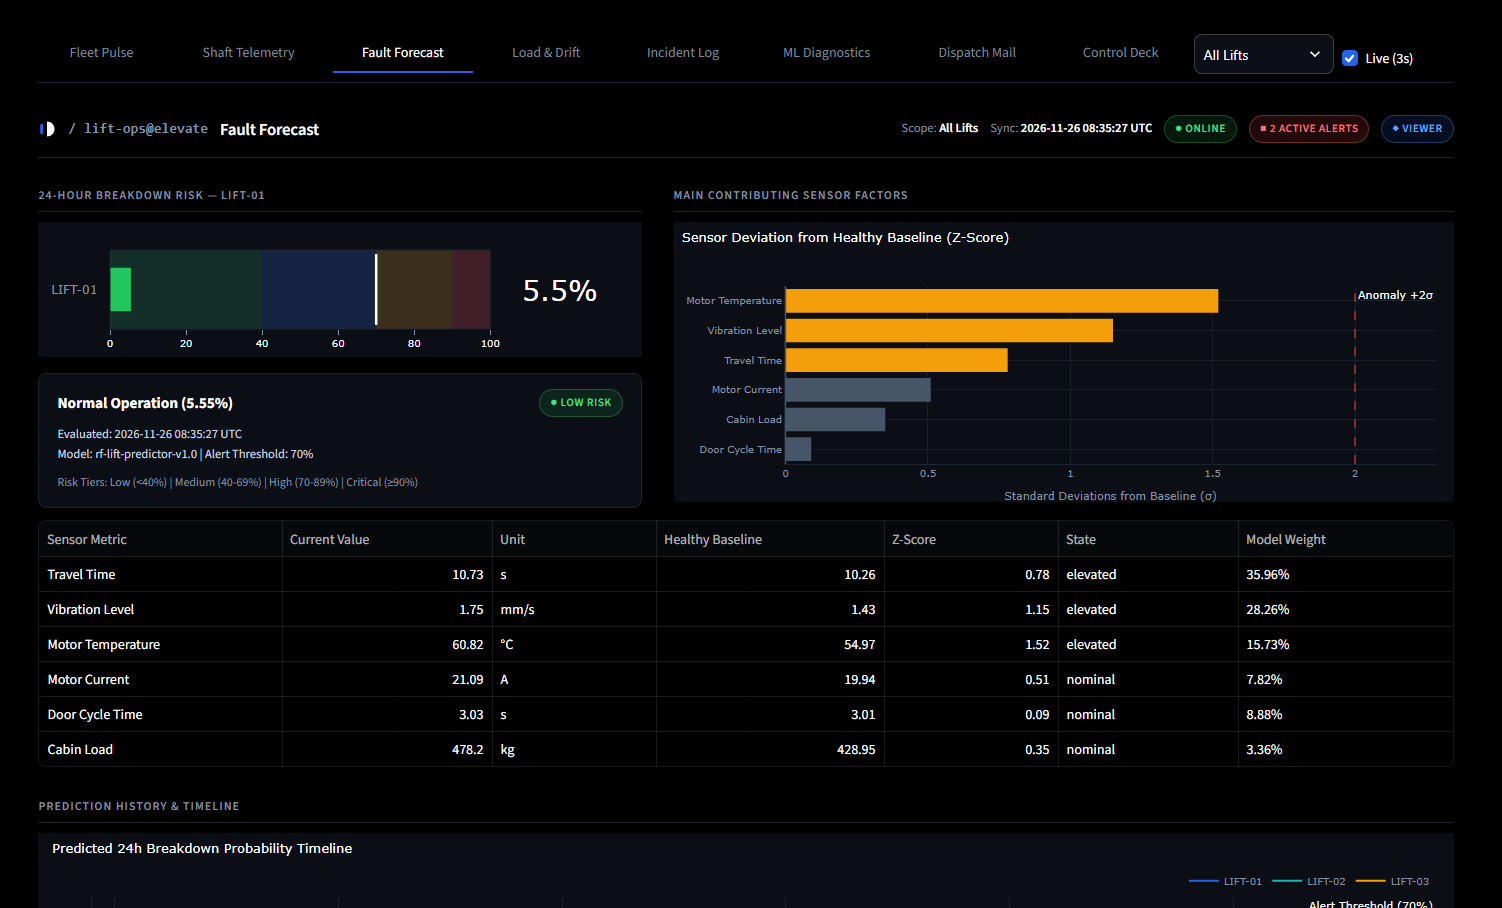 Fleet Pulse Shaft Telemetry Fault Forecast Load & Drift Incident Log ML Diagnostics Dispatch Mail Control Deck All Lifts Live (3s)
/ lift-ops@elevate Fault Forecast Scope: All Lifts Sync: 2026-11-26 08:35:27 UTC ONLINE 2 ACTIVE ALERTS VIEWER
24-HOUR BREAKDOWN RISK — LIFT-01
LIFT-01
5.5%
0 20 40 60 80 100
Normal Operation (5.55%) LOW RISK
Evaluated: 2026-11-26 08:35:27 UTC
Model: rf-lift-predictor-v1.0 | Alert Threshold: 70%
Risk Tiers: Low (<40%) | Medium (40-69%) | High (70-89%) | Critical (≥90%)
MAIN CONTRIBUTING SENSOR FACTORS
Sensor Deviation from Healthy Baseline (Z-Score)
Anomaly +2σ
Motor Temperature
Vibration Level
Travel Time
Motor Current
Cabin Load
Door Cycle Time
0 0.5 1 1.5 2
Standard Deviations from Baseline (σ)
Sensor Metric Current Value Unit Healthy Baseline Z-Score State Model Weight
Travel Time 10.73 s 10.26 0.78 elevated 35.96%
Vibration Level 1.75 mm/s 1.43 1.15 elevated 28.26%
Motor Temperature 60.82 °C 54.97 1.52 elevated 15.73%
Motor Current 21.09 A 19.94 0.51 nominal 7.82%
Door Cycle Time 3.03 s 3.01 0.09 nominal 8.88%
Cabin Load 478.2 kg 428.95 0.35 nominal 3.36%
PREDICTION HISTORY & TIMELINE
Predicted 24h Breakdown Probability Timeline
LIFT-01 LIFT-02 LIFT-03
Alert Threshold (70%)